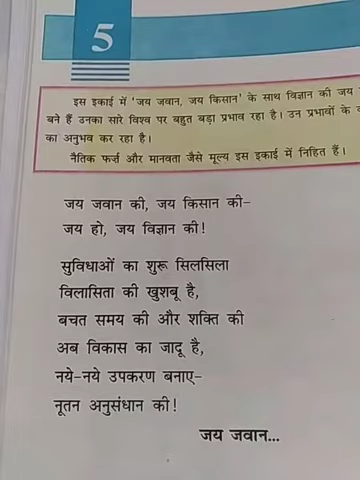 5
इस इकाई में 'जय जवान, जय किसान' के साथ विज्ञान की जय
बने हैं उनका सारे विश्व पर बहुत बड़ा प्रभाव रहा है। उन प्रभावों के
का अनुभव कर रहा है।
नैतिक फर्ज़ और मानवता जैसे मूल्य इस इकाई में निहित हैं।
जय जवान की, जय किसान की-
जय हो, जय विज्ञान की!
सुविधाओं का शुरू सिलसिला
विलासिता की खुशबू है,
बचत समय की और शक्ति की
अब विकास का जादू है,
नये-नये उपकरण बनाए-
नूतन अनुसंधान की!
जय जवान...